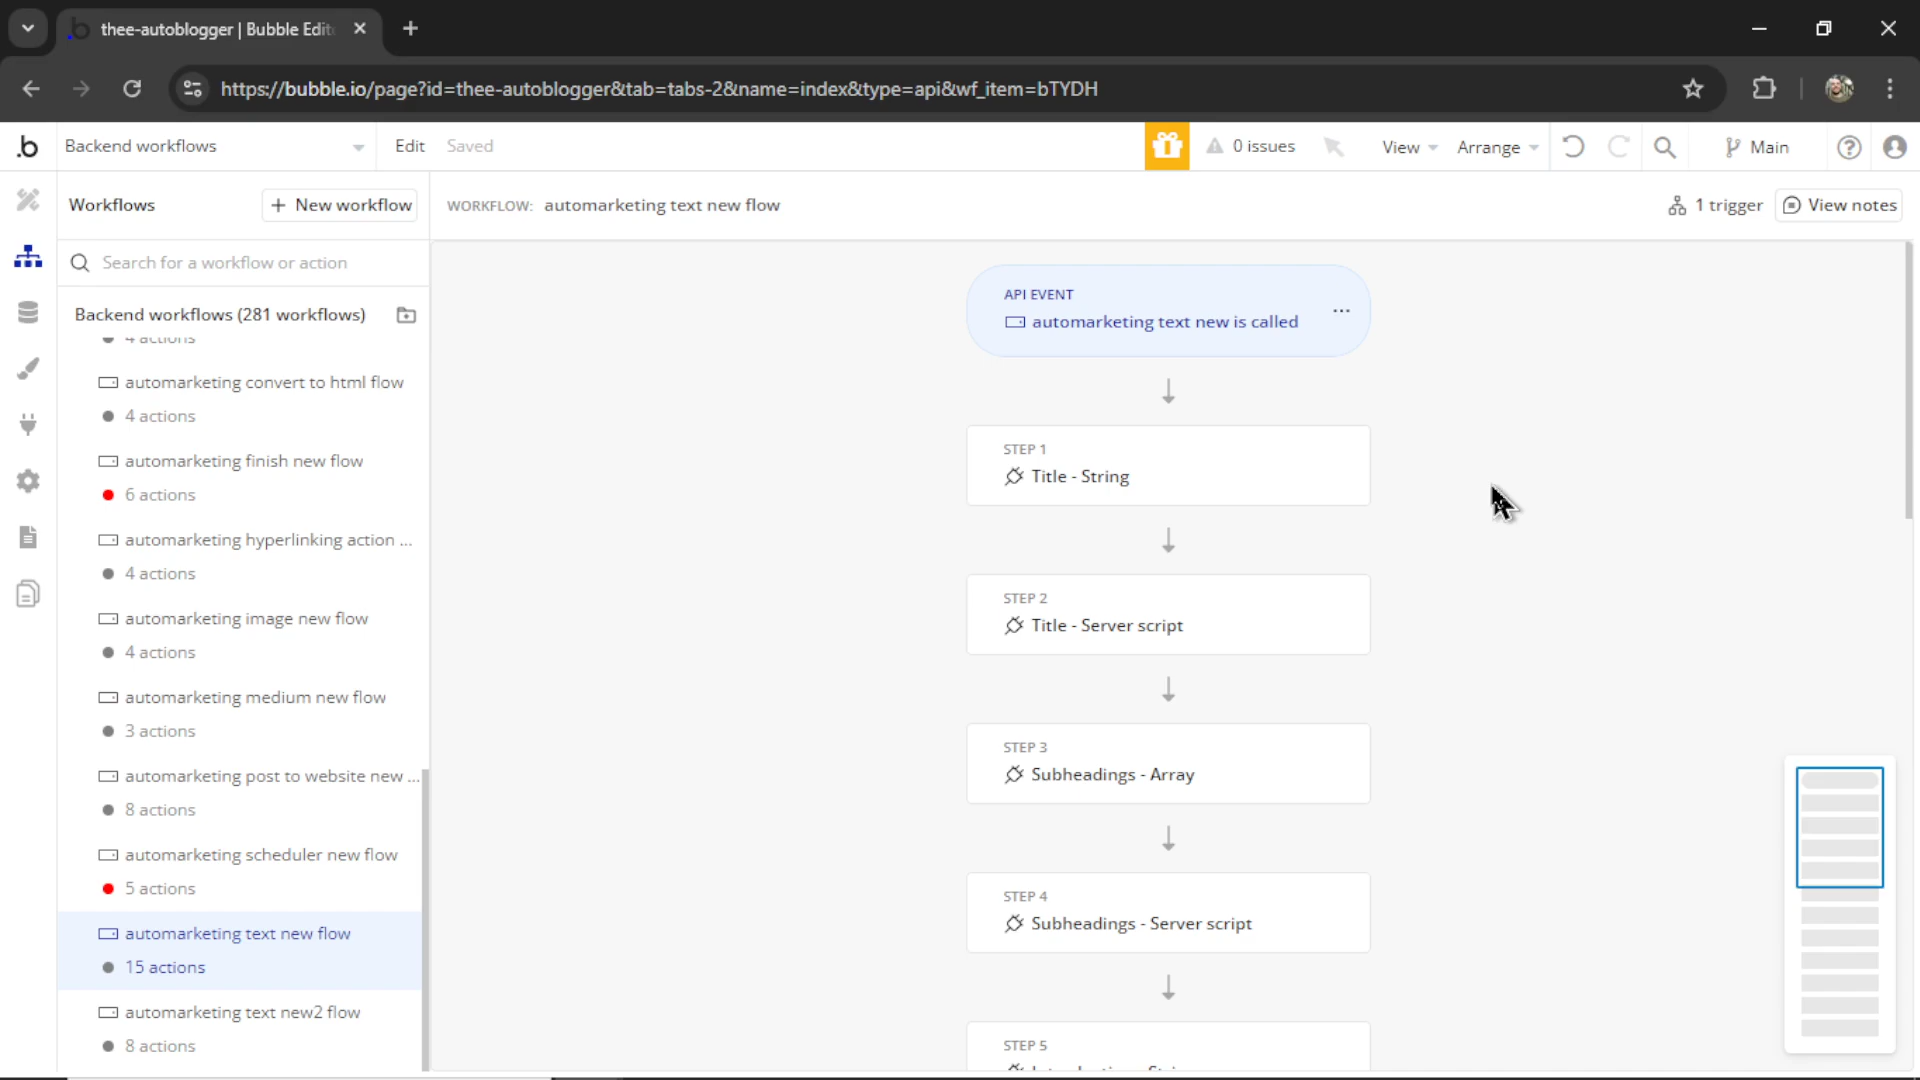 thee-autoblogger | Bubble Edit
https://bubble.io/page?id=thee-autoblogger&tab=tabs-2&name=index&type=api&wf_item=bTYDH
.b Backend workflows Edit Saved 0 issues View Arrange Main
Workflows + New workflow WORKFLOW: automarketing text new flow 1 trigger View notes
Search for a workflow or action
Backend workflows (281 workflows)
4 actions
automarketing convert to html flow
4 actions
automarketing finish new flow
6 actions
automarketing hyperlinking action ...
4 actions
automarketing image new flow
4 actions
automarketing medium new flow
3 actions
automarketing post to website new ...
8 actions
automarketing scheduler new flow
5 actions
automarketing text new flow
15 actions
automarketing text new2 flow
8 actions
API EVENT
automarketing text new is called
STEP 1
Title - String
STEP 2
Title - Server script
STEP 3
Subheadings - Array
STEP 4
Subheadings - Server script
STEP 5